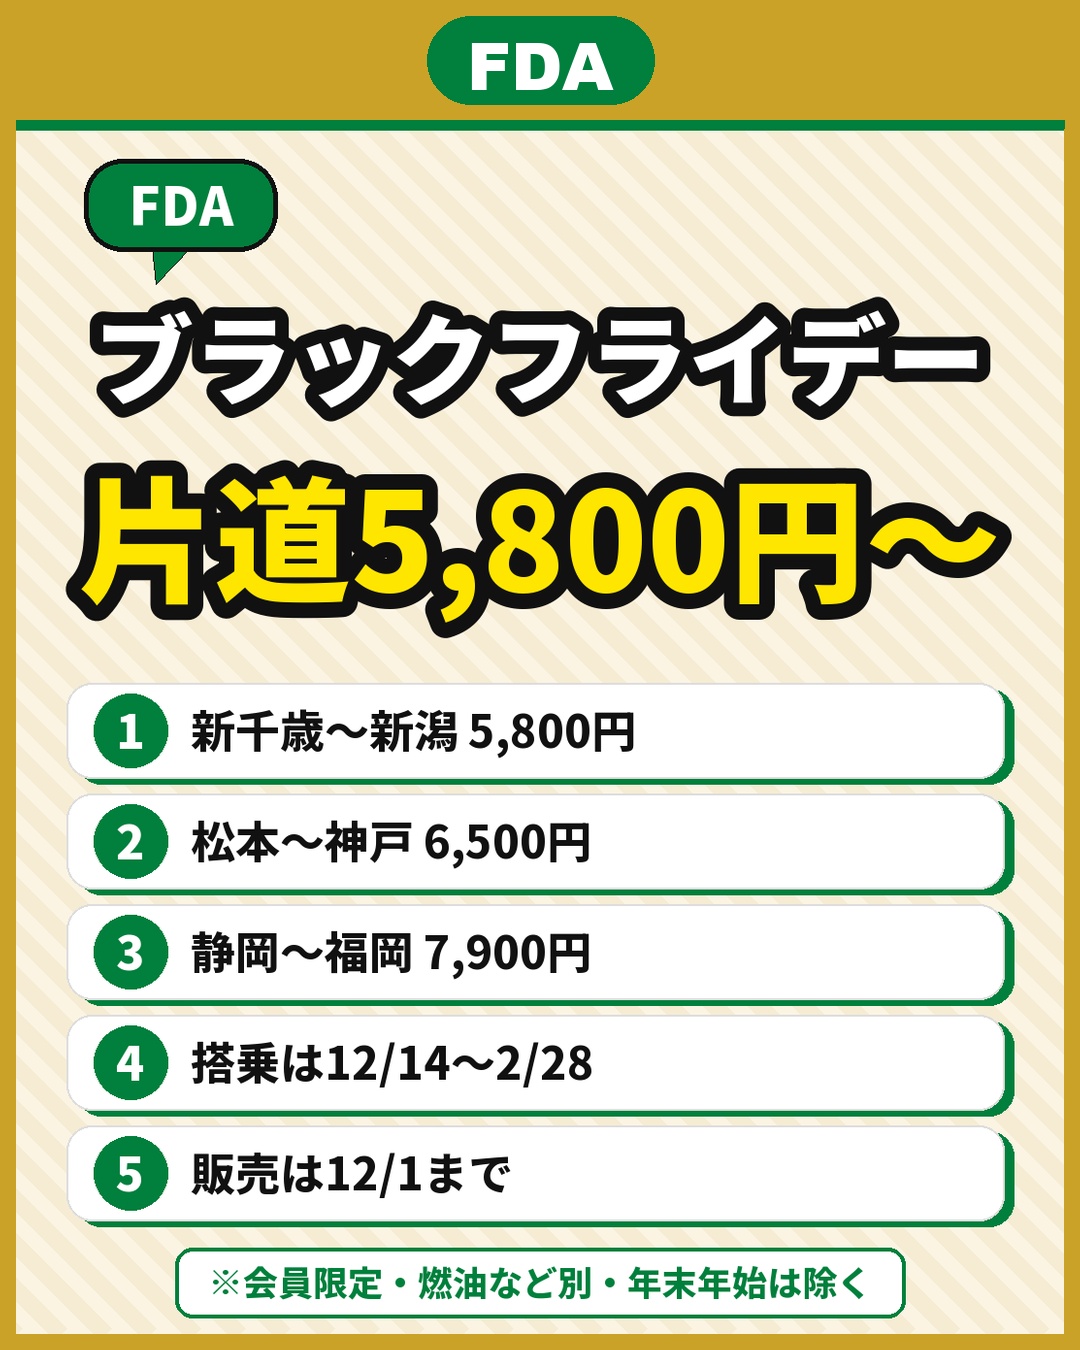 FDA
FDA
ブラックフライデー
片道5,800円～
1 新千歳～新潟 5,800円
2 松本～神戸 6,500円
3 静岡～福岡 7,900円
4 搭乗は12/14～2/28
5 販売は12/1まで
※会員限定・燃油など別・年末年始は除く